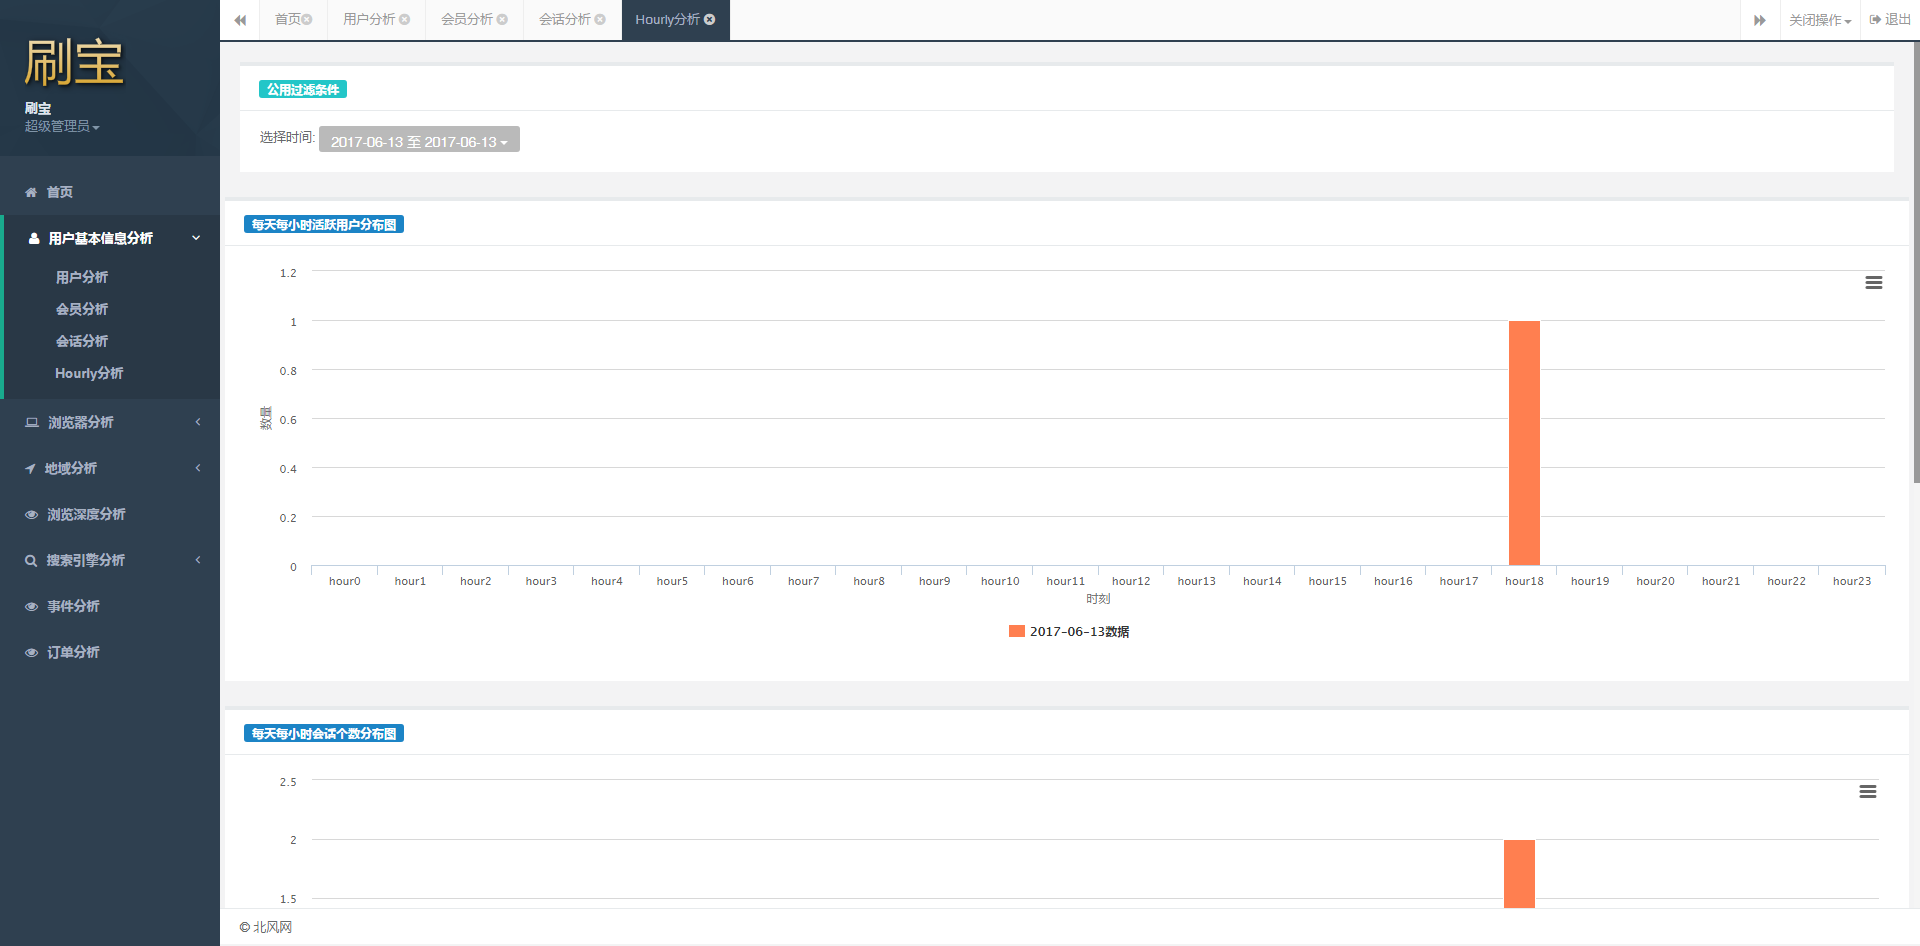 刷宝
刷宝
超级管理员
首页
用户基本信息分析
用户分析
会员分析
会话分析
Hourly分析
浏览器分析
地域分析
浏览深度分析
搜索引擎分析
事件分析
订单分析
首页 用户分析 会员分析 会话分析 Hourly分析 关闭操作 退出
公用过滤条件
选择时间: 2017-06-13 至 2017-06-13
每天每小时活跃用户分布图
1.2
1
0.8
0.6
0.4
0.2
0
数量
hour0 hour1 hour2 hour3 hour4 hour5 hour6 hour7 hour8 hour9 hour10 hour11 hour12 hour13 hour14 hour15 hour16 hour17 hour18 hour19 hour20 hour21 hour22 hour23
时刻
2017-06-13数据
每天每小时会话个数分布图
2.5
2
1.5
© 北风网